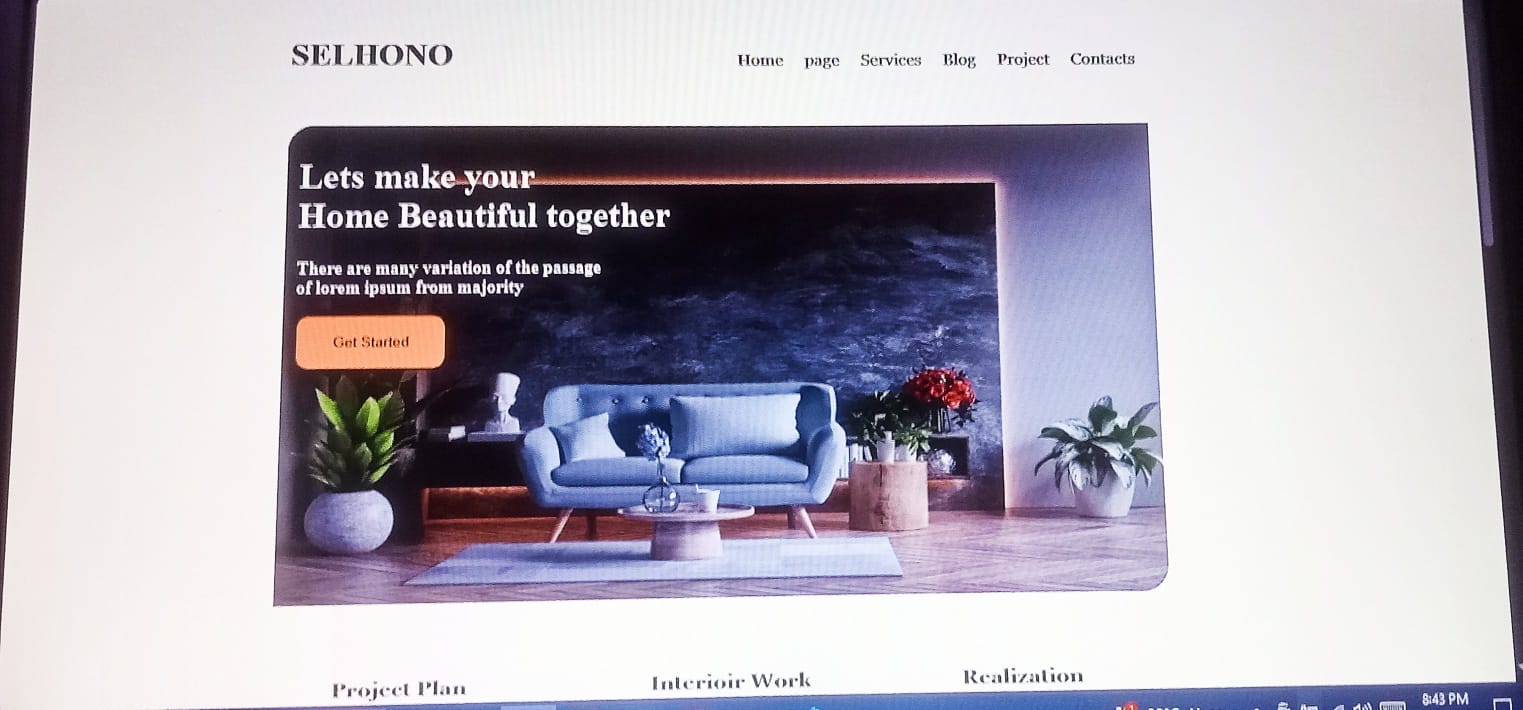 SELHONO
Home page Services Blog Project Contacts
Lets make your
Home Beautiful together
There are many variation of the passage
of lorem ipsum from majority
Get Started
Project Plan
Interioir Work
Realization
8:43 PM